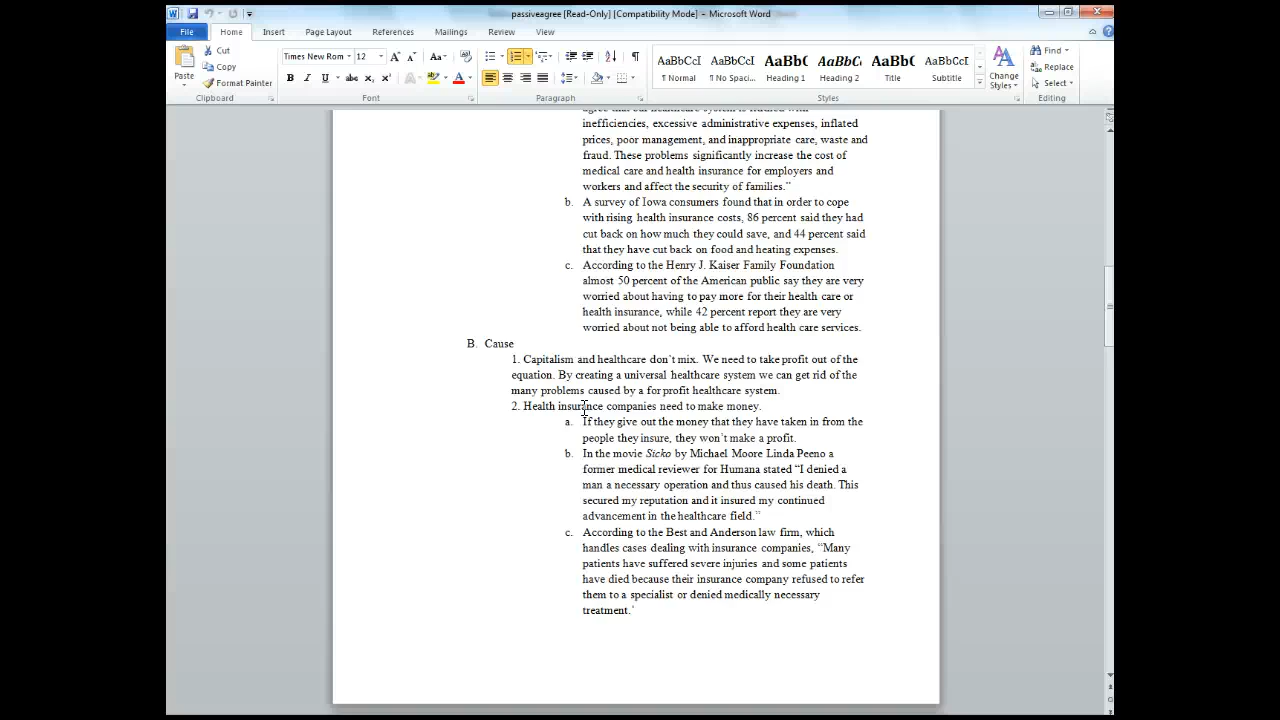 passiveagree [Read-Only] [Compatibility Mode] - Microsoft Word
File Home Insert Page Layout References Mailings Review View
Cut
Copy
Format Painter
Paste
Times New Rom 12
AaBbCcI AaBbCcI AaBbC AaBbC AaBbC AaBbCcI
¶ Normal ¶ No Spaci... Heading 1 Heading 2 Title Subtitle
Change Styles
Find
Replace
Select
Clipboard Font Paragraph Styles Editing
inefficiencies, excessive administrative expenses, inflated
prices, poor management, and inappropriate care, waste and
fraud. These problems significantly increase the cost of
medical care and health insurance for employers and
workers and affect the security of families.”
b. A survey of Iowa consumers found that in order to cope
with rising health insurance costs, 86 percent said they had
cut back on how much they could save, and 44 percent said
that they have cut back on food and heating expenses.
c. According to the Henry J. Kaiser Family Foundation
almost 50 percent of the American public say they are very
worried about having to pay more for their health care or
health insurance, while 42 percent report they are very
worried about not being able to afford health care services.
B. Cause
1. Capitalism and healthcare don’t mix. We need to take profit out of the
equation. By creating a universal healthcare system we can get rid of the
many problems caused by a for profit healthcare system.
2. Health insurance companies need to make money.
a. If they give out the money that they have taken in from the
people they insure, they won’t make a profit.
b. In the movie Sicko by Michael Moore Linda Peeno a
former medical reviewer for Humana stated “I denied a
man a necessary operation and thus caused his death. This
secured my reputation and it insured my continued
advancement in the healthcare field.”
c. According to the Best and Anderson law firm, which
handles cases dealing with insurance companies, “Many
patients have suffered severe injuries and some patients
have died because their insurance company refused to refer
them to a specialist or denied medically necessary
treatment.’